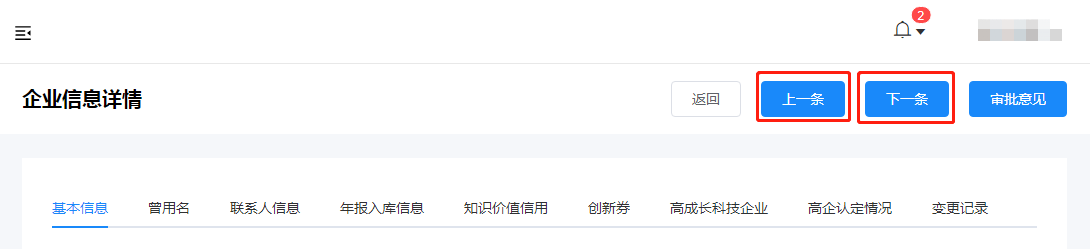 2
企业信息详情 返回 上一条 下一条 审批意见
基本信息 曾用名 联系人信息 年报入库信息 知识价值信用 创新券 高成长科技企业 高企认定情况 变更记录